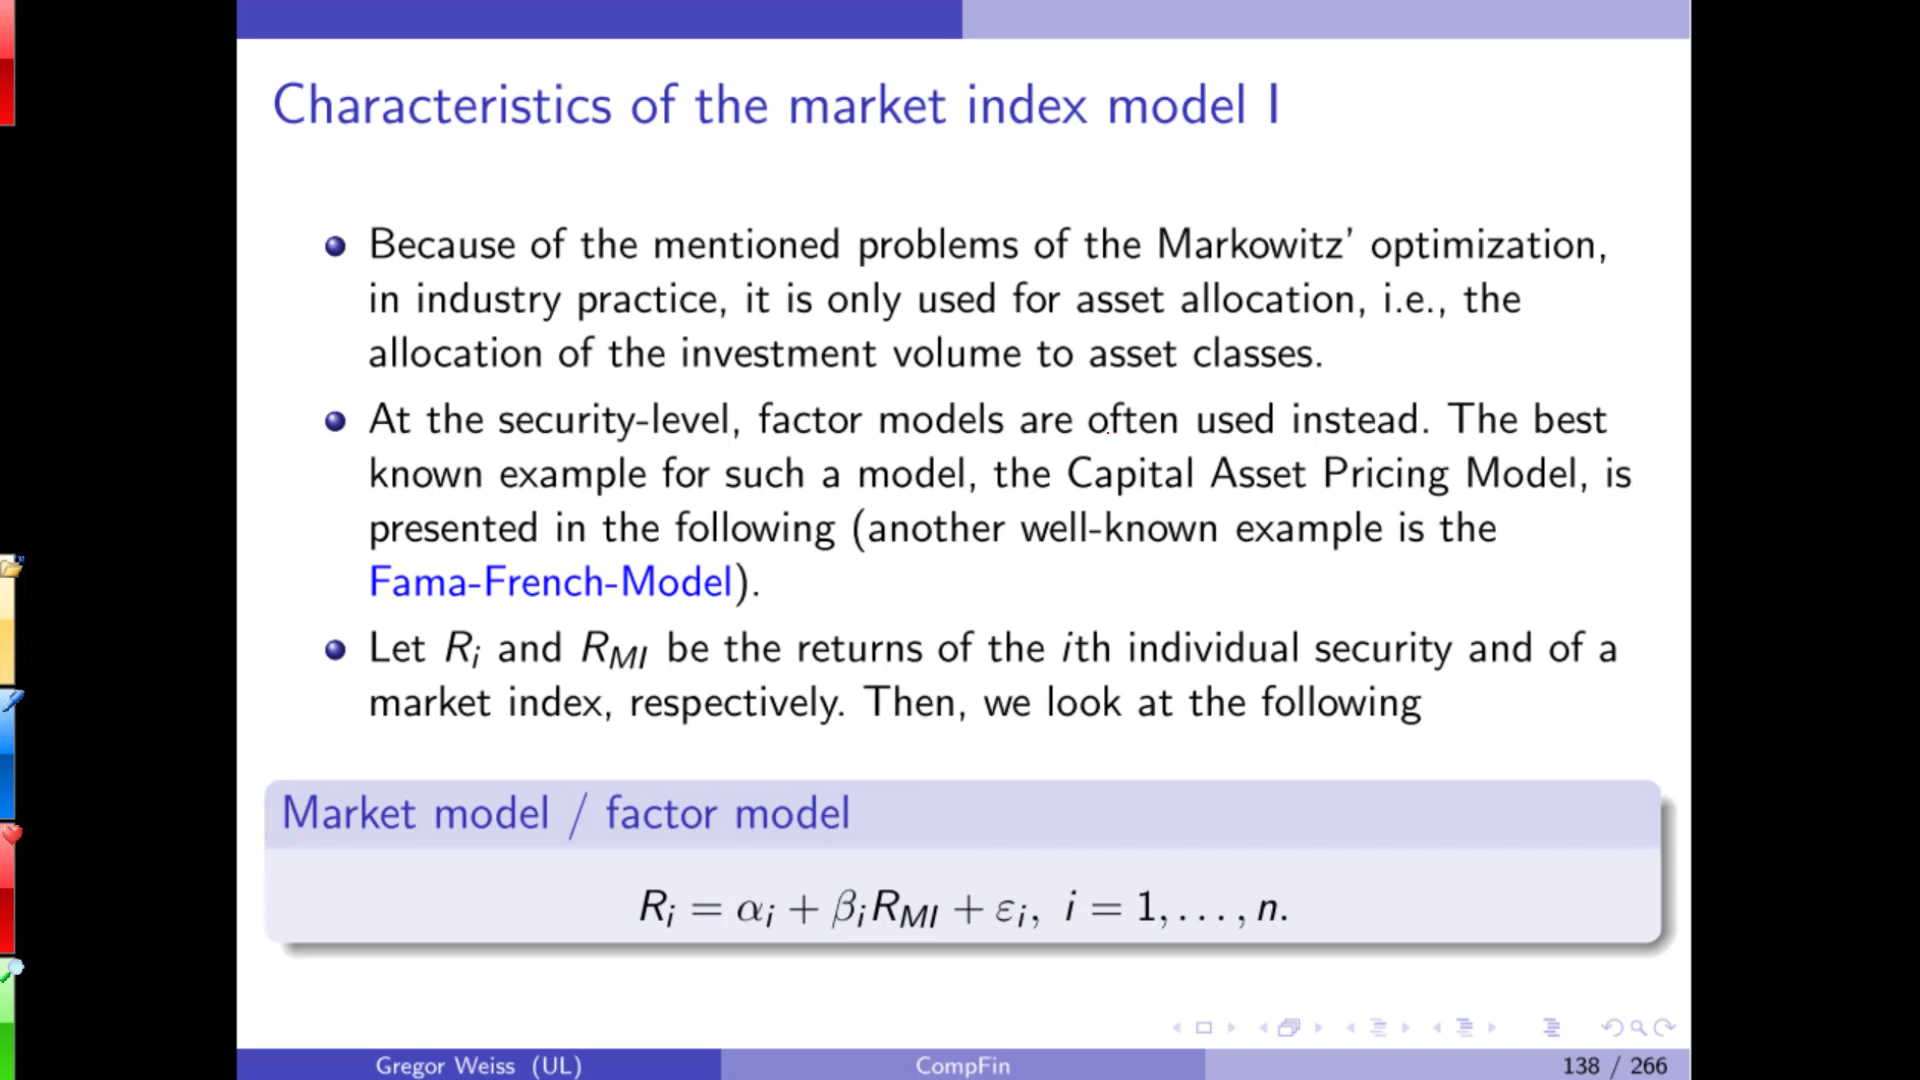 Characteristics of the market index model I
Because of the mentioned problems of the Markowitz' optimization,
in industry practice, it is only used for asset allocation, i.e., the
allocation of the investment volume to asset classes.
At the security-level, factor models are often used instead. The best
known example for such a model, the Capital Asset Pricing Model, is
presented in the following (another well-known example is the
Fama-French-Model).
Let R_i and R_MI be the returns of the ith individual security and of a
market index, respectively. Then, we look at the following
Market model / factor model
R_i = α_i + β_i R_MI + ε_i, i = 1, . . . , n.
Gregor Weiss (UL) CompFin 138 / 266